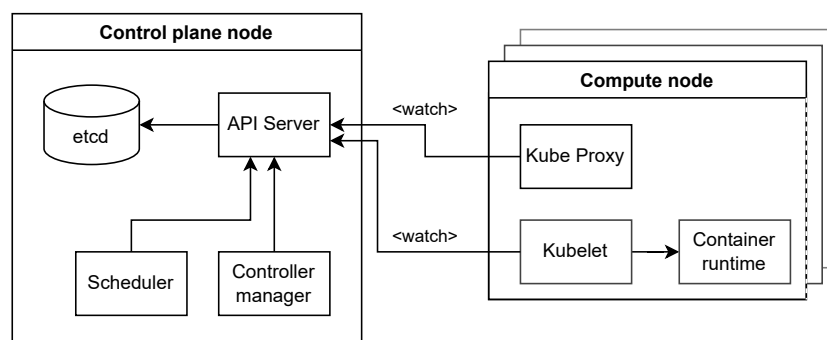 Control plane node
etcd
API Server
Scheduler
Controller
manager
<watch>
<watch>
Compute node
Kube Proxy
Kubelet
Container
runtime